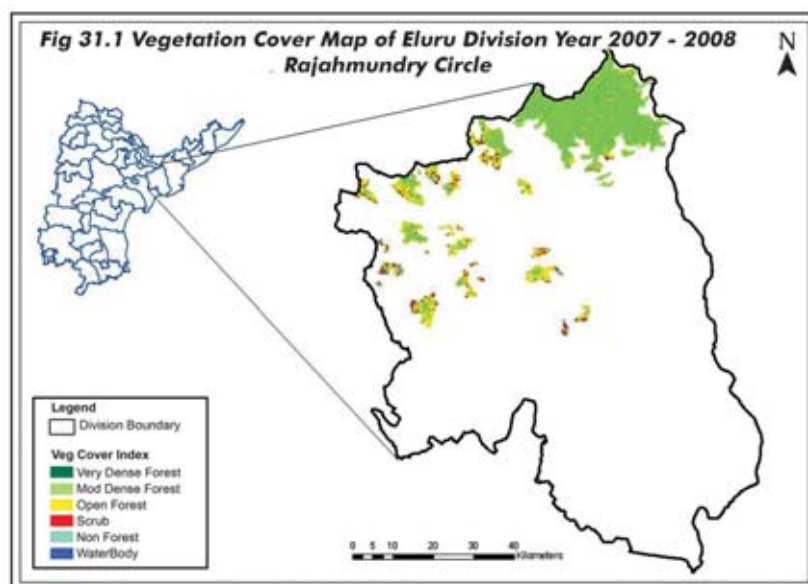 Fig 31.1 Vegetation Cover Map of Eluru Division Year 2007 - 2008
Rajahmundry Circle
N
Legend
Division Boundary
Veg Cover Index
Very Dense Forest
Mod Dense Forest
Open Forest
Scrub
Non Forest
WaterBody
0 5 10 20 30 40
Kilometers